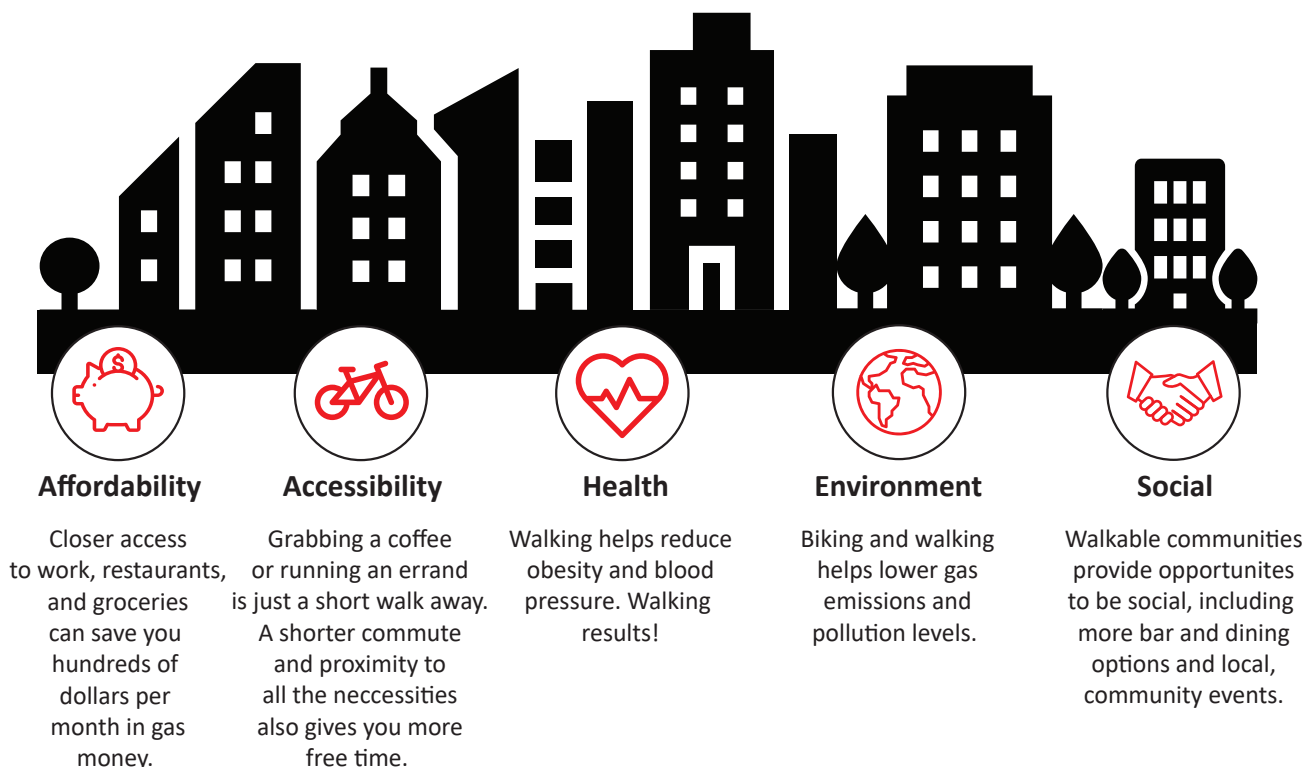 $
Affordability
Closer access
to work, restaurants,
and groceries
can save you
hundreds of
dollars per
month in gas
money.
Accessibility
Grabbing a coffee
or running an errand
is just a short walk away.
A shorter commute
and proximity to
all the neccessities
also gives you more
free time.
Health
Walking helps reduce
obesity and blood
pressure. Walking
results!
Environment
Biking and walking
helps lower gas
emissions and
pollution levels.
Social
Walkable communities
provide opportunites
to be social, including
more bar and dining
options and local,
community events.